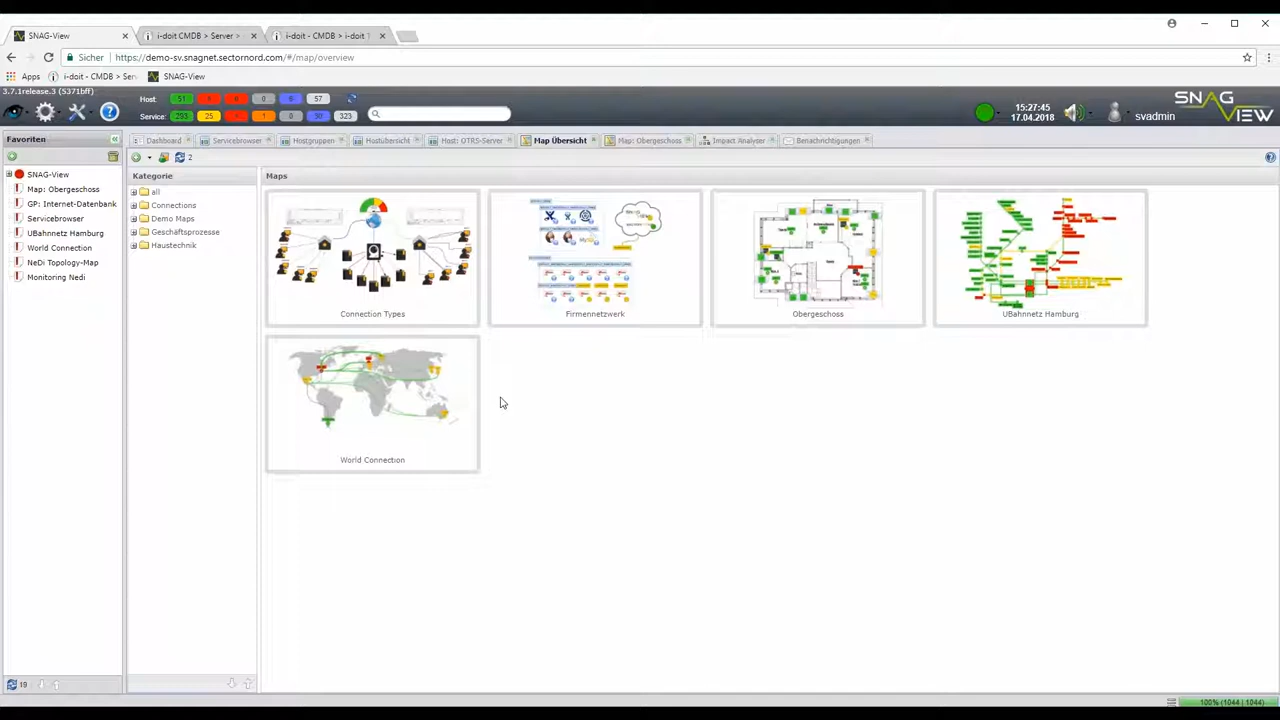 SNAG-View
i-doit CMDB > Server >
i-doit - CMDB > i-doit
Sicher
https://demo-sv.snagnet.sectornord.com/#/map/overview
Apps
i-doit - CMDB > Serv
SNAG-View
3.7.1release.3 (5371bff)
Host:
51
0
57
Service:
25
0
323
15:27:45
17.04.2018
svadmin
SNAG
VIEW
Favoriten
Dashboard
Servicebrowser
Hostgruppen
Hostübersicht
Host: OTRS-Server
Map Übersicht
Map: Obergeschoss
Impact Analyser
Benachrichtigungen
2
SNAG-View
Map: Obergeschoss
GP: Internet-Datenbank
Servicebrowser
UBahnnetz Hamburg
World Connection
NeDi Topology-Map
Monitoring Nedi
Kategorie
all
Connections
Demo Maps
Geschäftsprozesse
Haustechnik
Maps
Connection Types
Firmennetzwerk
Obergeschoss
UBahnnetz Hamburg
World Connection
19
100% (1044 | 1044)